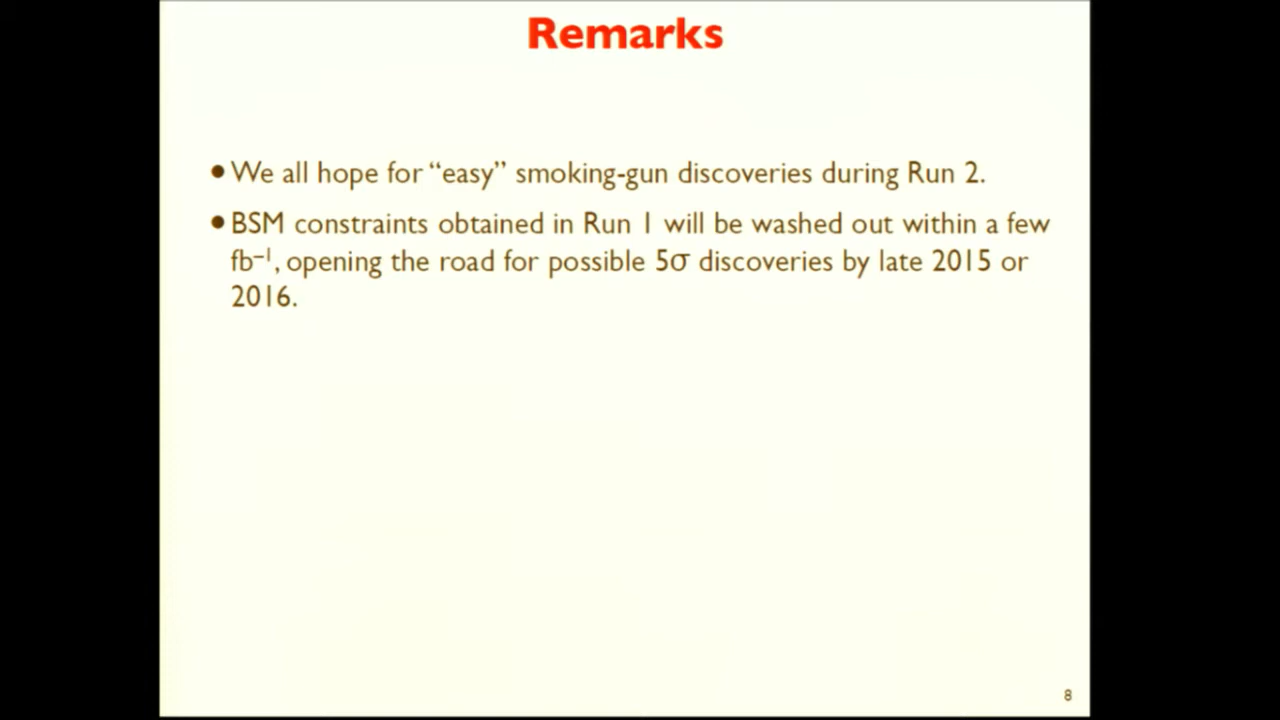 Remarks
•We all hope for “easy” smoking-gun discoveries during Run 2.
•BSM constraints obtained in Run 1 will be washed out within a few
fb⁻¹, opening the road for possible 5σ discoveries by late 2015 or
2016.
8